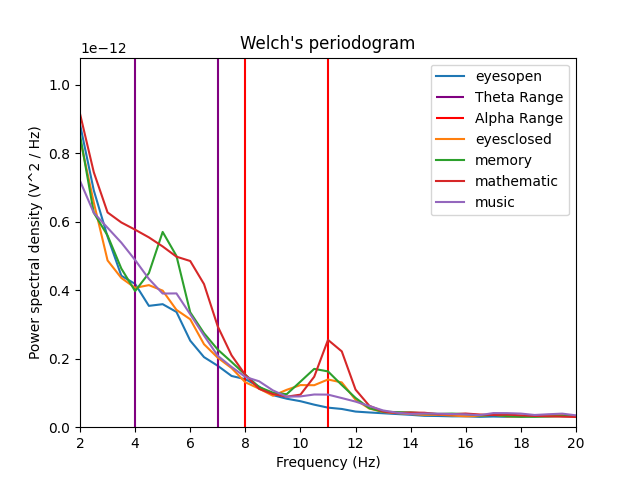 Welch's periodogram
1e−12
1.0
0.8
0.6
0.4
0.2
0.0
Power spectral density (V^2 / Hz)
eyesopen
Theta Range
Alpha Range
eyesclosed
memory
mathematic
music
2 4 6 8 10 12 14 16 18 20
Frequency (Hz)